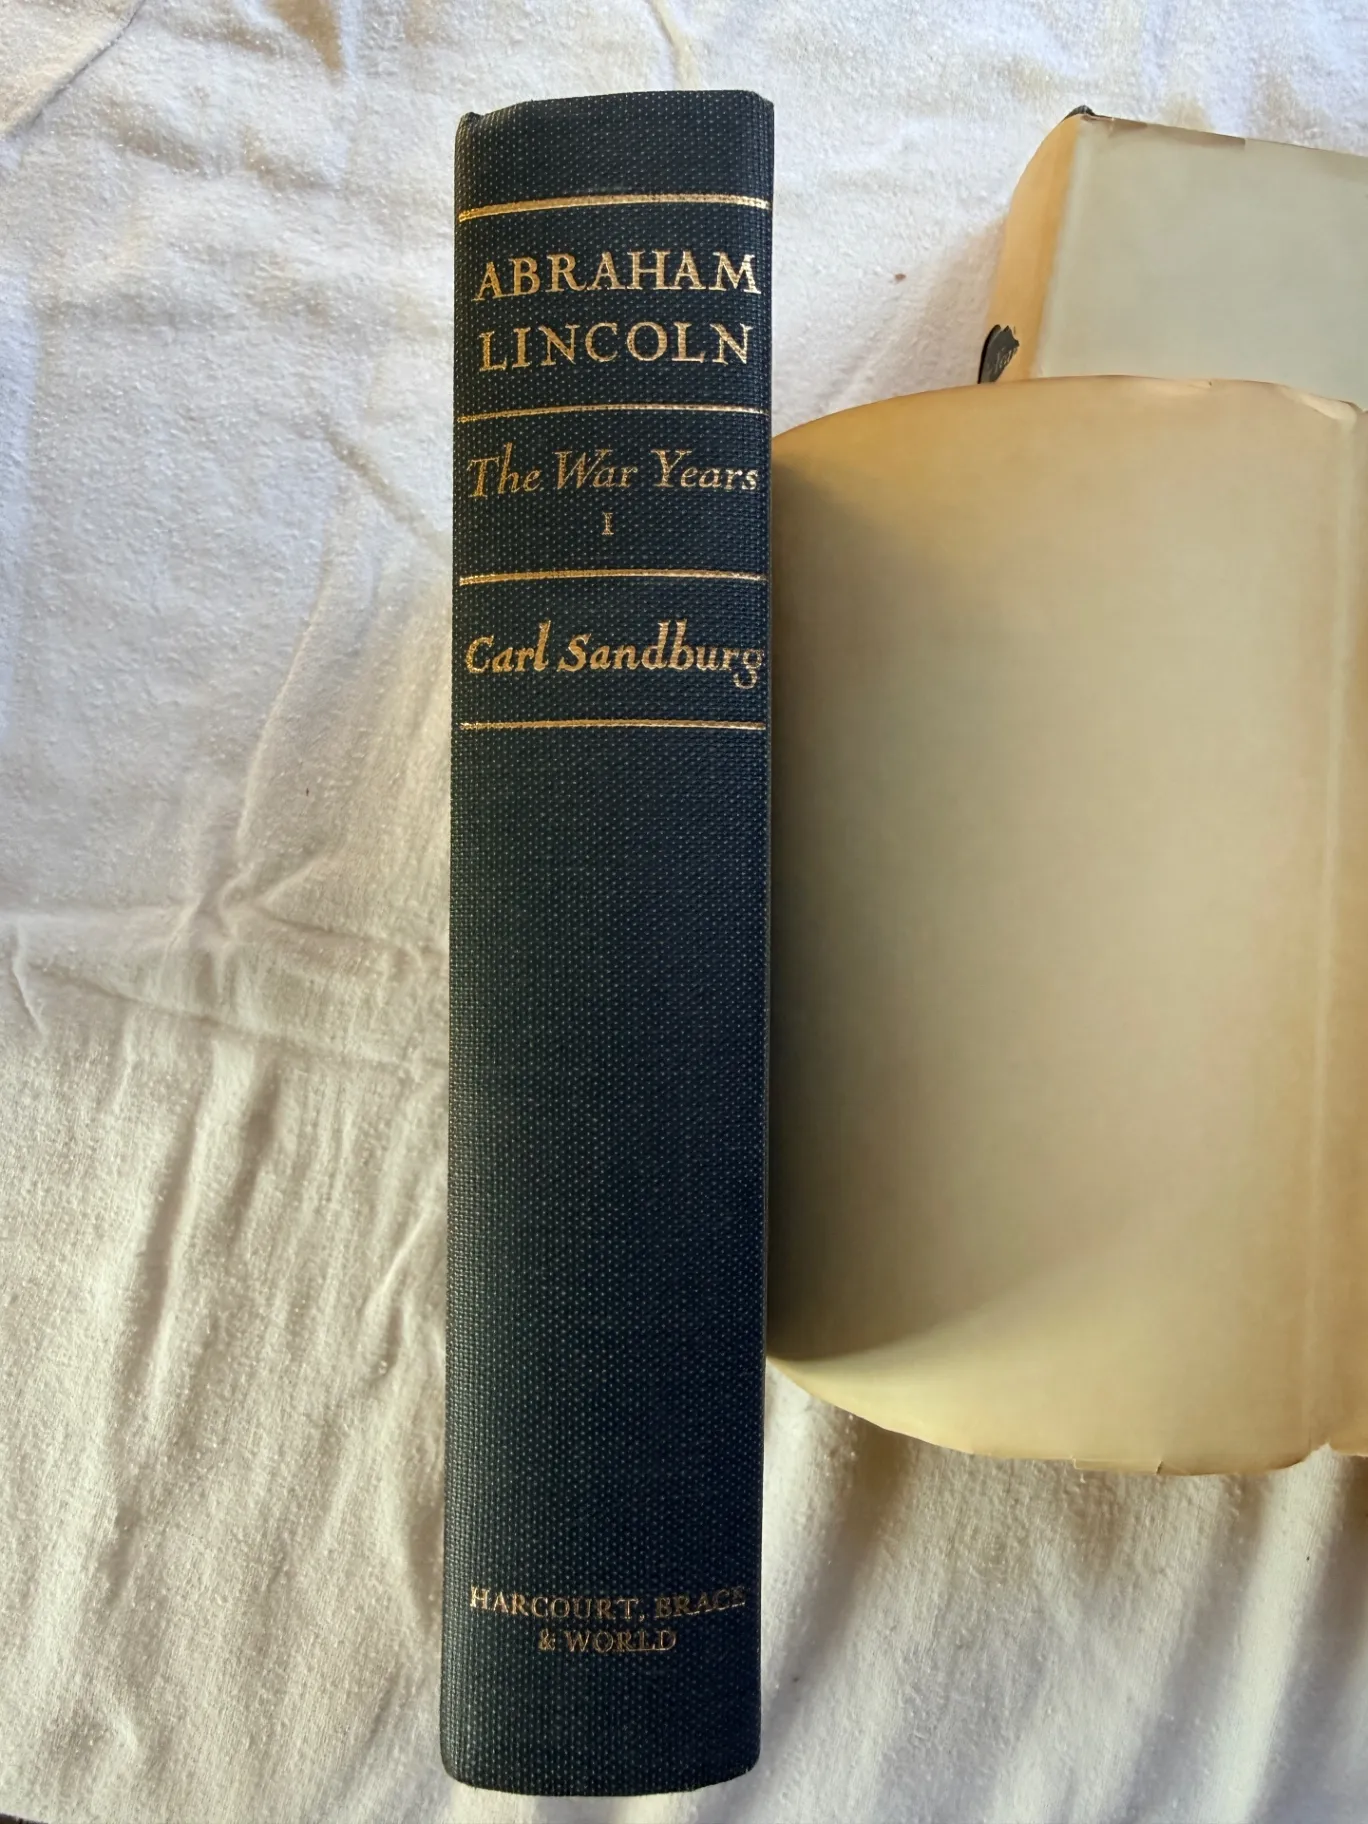 ABRAHAM
LINCOLN
The War Years
I
Carl Sandburg
HARCOURT, BRACE
& WORLD